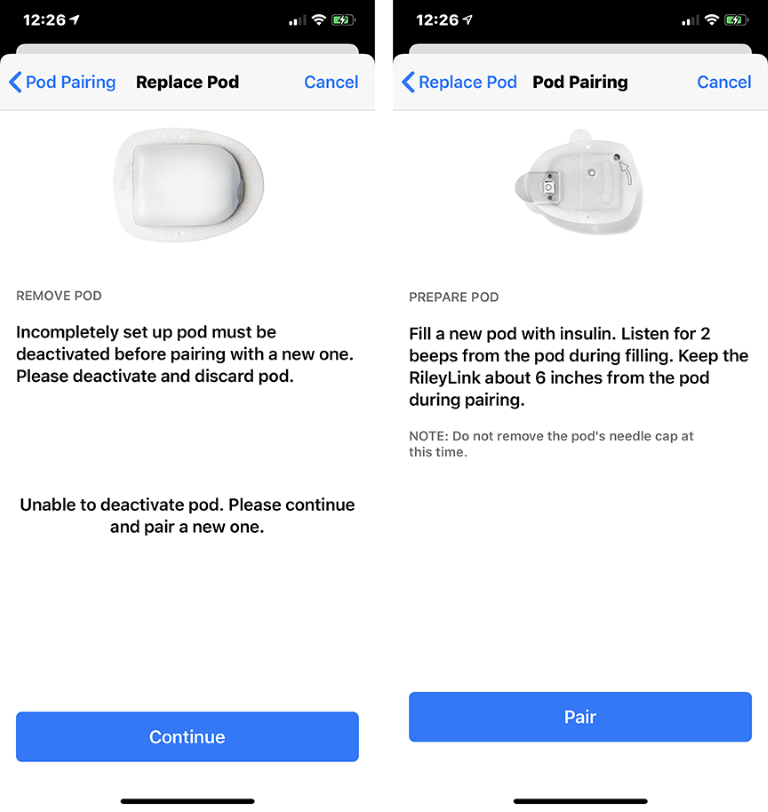 12:26
Pod Pairing
Replace Pod
Cancel
REMOVE POD
Incompletely set up pod must be
deactivated before pairing with a new one.
Please deactivate and discard pod.
Unable to deactivate pod. Please continue
and pair a new one.
Continue
12:26
Replace Pod
Pod Pairing
Cancel
PREPARE POD
Fill a new pod with insulin. Listen for 2
beeps from the pod during filling. Keep the
RileyLink about 6 inches from the pod
during pairing.
NOTE: Do not remove the pod's needle cap at
this time.
Pair